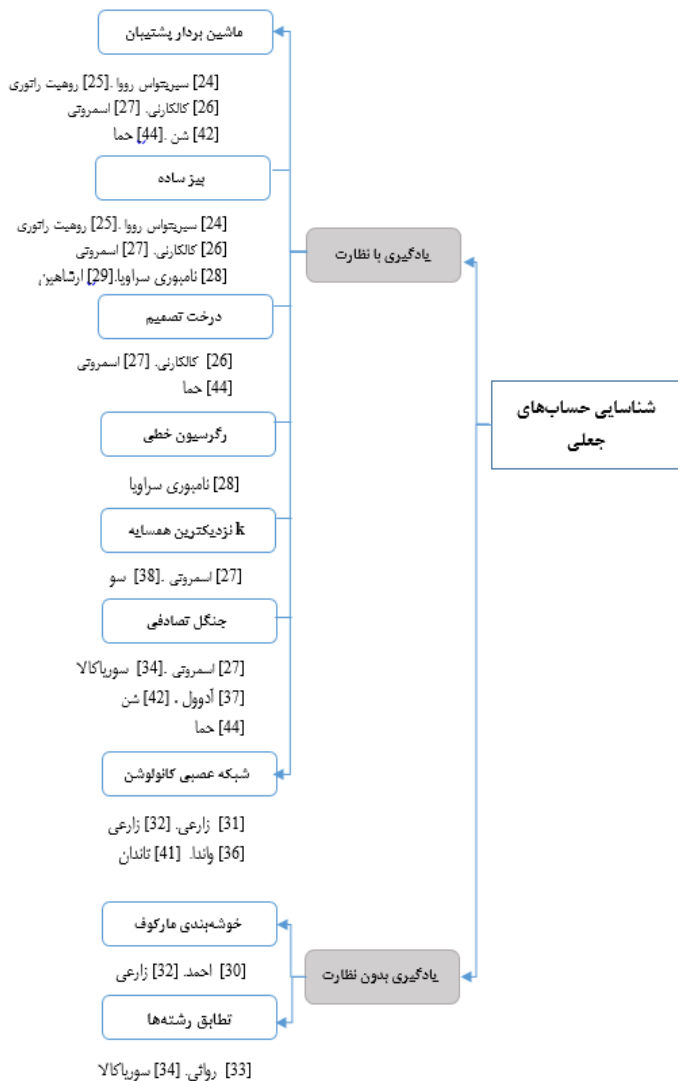 شناسایی حساب‌های
جعلی
یادگیری با نظارت
ماشین بردار پشتیبان
[24] سیریتواس رووا .[25] روهیت راتوری
[26] کالکارنی. [27] اسمروتی
[42] شن .[44] حما
بیز ساده
[24] سیریتواس رووا .[25] روهیت راتوری
[26] کالکارنی. [27] اسمروتی
[28] نامبوری سراویا.[29] ارشاهین
درخت تصمیم
[26] کالکارنی. [27] اسمروتی
[44] حما
رگرسیون خطی
[28] نامبوری سراویا
k نزدیکترین همسایه
[27] اسمروتی .[38] سو
جنگل تصادفی
[27] اسمروتی .[34] سوریاکالا
[37] آدوول . [42] شن
[44] حما
شبکه عصبی کانولوشن
[31] زارعی. [32] زارعی
[36] واندا. [41] تاندان
یادگیری بدون نظارت
خوشه‌بندی مارکوف
[30] احمد. [32] زارعی
تطابق رشته‌ها
[33] روائی. [34] سوریاکالا